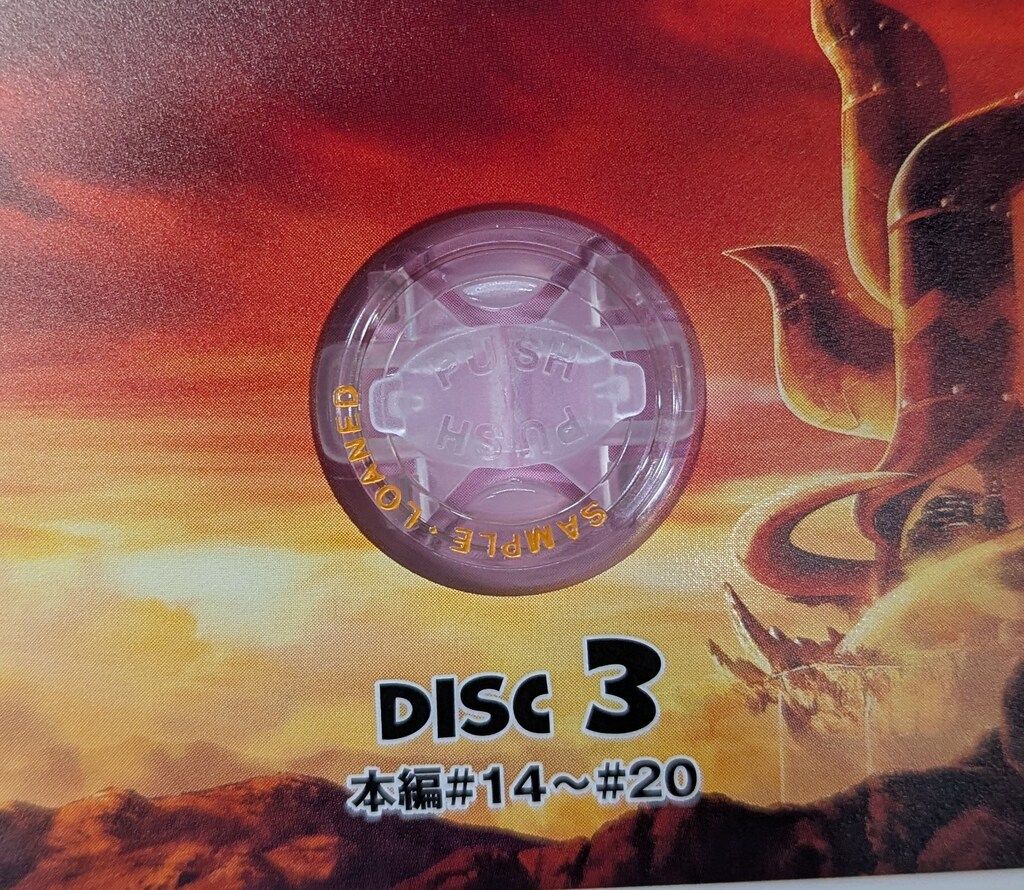 PUSH
PUSH
SAMPLE・LOANED
DISC 3
本編#14～#20